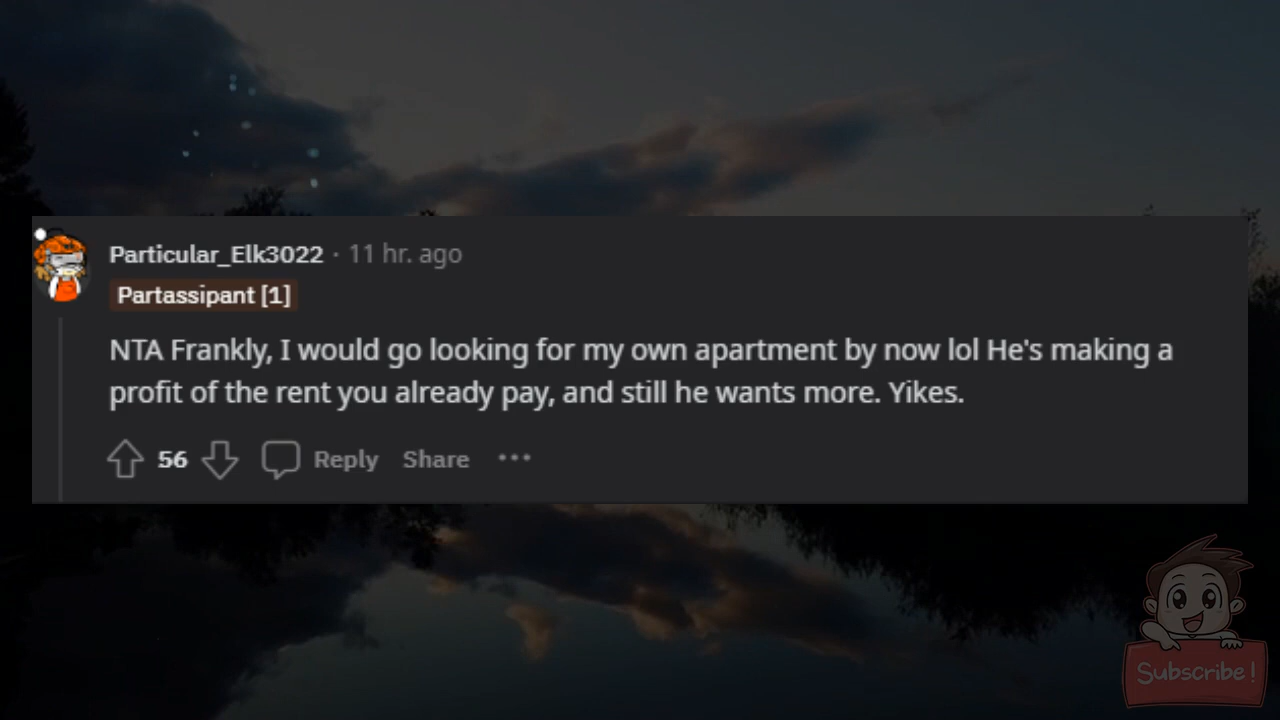 Particular_Elk3022 · 11 hr. ago
Partassipant [1]
NTA Frankly, I would go looking for my own apartment by now lol He's making a
profit of the rent you already pay, and still he wants more. Yikes.
56 Reply Share ···
Subscribe!